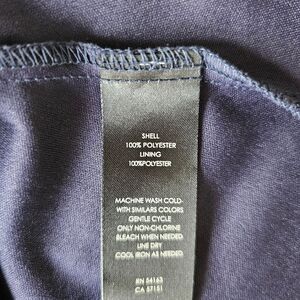 SHELL
100% POLYESTER
LINING
100%POLYESTER
MACHINE WASH COLD-
WITH SIMILARS COLORS
GENTLE CYCLE
ONLY NON-CHLORINE
BLEACH WHEN NEEDED
LINE DRY
COOL IRON AS NEEDED
RN 54163
CA 57151